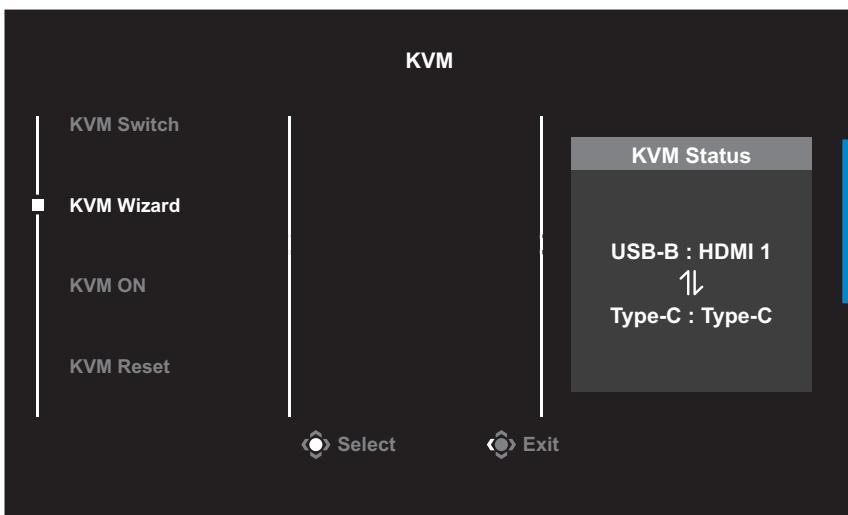 KVM
KVM Switch
KVM Wizard
KVM ON
KVM Reset
KVM Status
USB-B : HDMI 1
Type-C : Type-C
Select
Exit